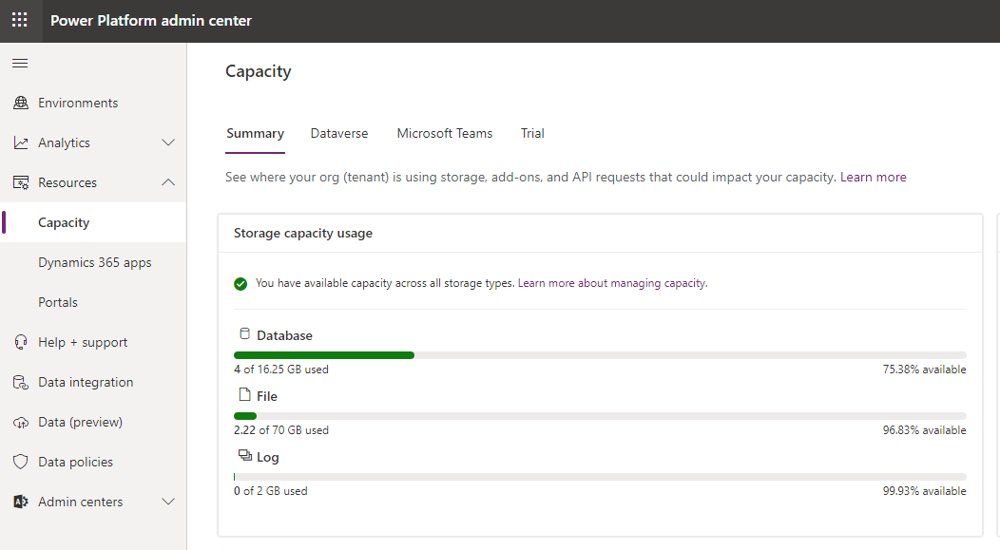 Power Platform admin center
Environments
Analytics
Resources
Capacity
Dynamics 365 apps
Portals
Help + support
Data integration
Data (preview)
Data policies
Admin centers
Capacity
Summary Dataverse Microsoft Teams Trial
See where your org (tenant) is using storage, add-ons, and API requests that could impact your capacity. Learn more
Storage capacity usage
You have available capacity across all storage types. Learn more about managing capacity.
Database
4 of 16.25 GB used 75.38% available
File
2.22 of 70 GB used 96.83% available
Log
0 of 2 GB used 99.93% available